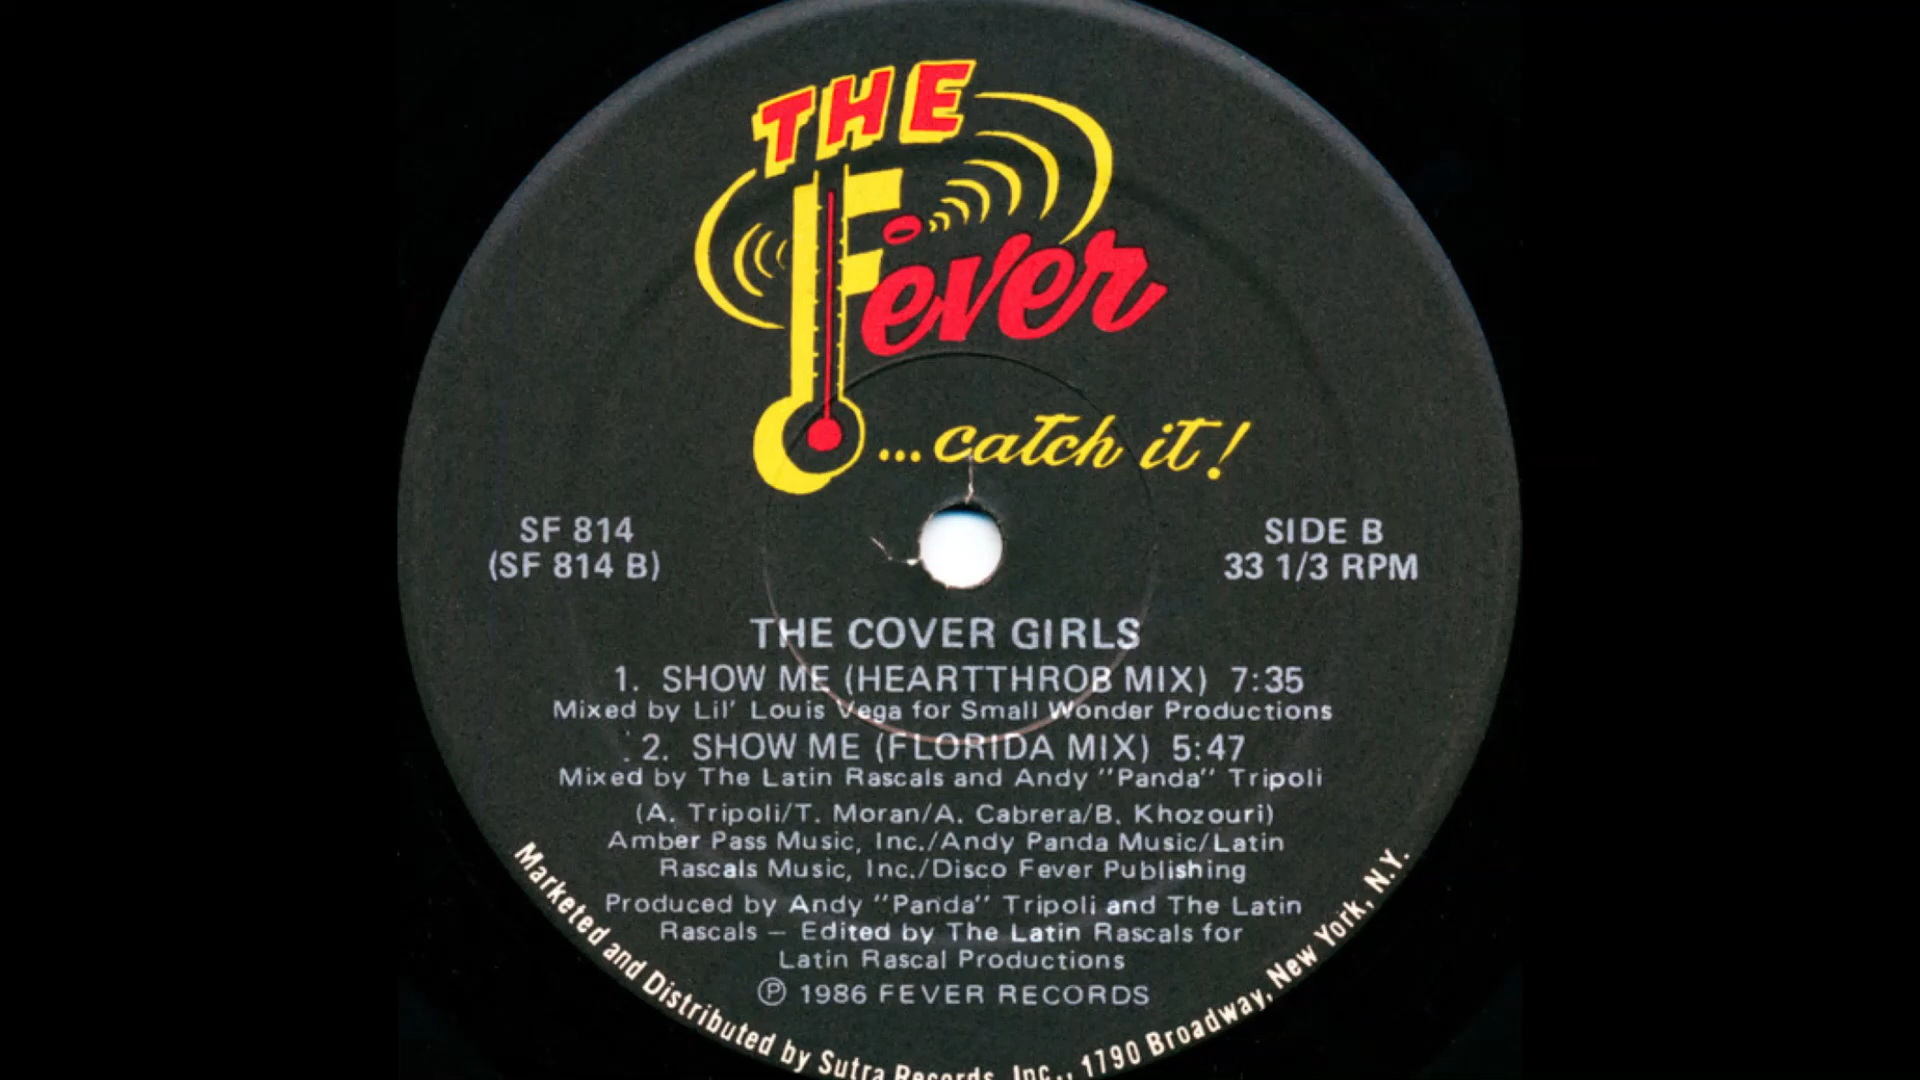 THE
Fever
...catch it!
SF 814
(SF 814 B)
SIDE B
33 1/3 RPM
THE COVER GIRLS
1. SHOW ME (HEARTTHROB MIX) 7:35
Mixed by Lil' Louis Vega for Small Wonder Productions
2. SHOW ME (FLORIDA MIX) 5:47
Mixed by The Latin Rascals and Andy "Panda" Tripoli
(A. Tripoli/T. Moran/A. Cabrera/B. Khozouri)
Amber Pass Music, Inc./Andy Panda Music/Latin
Rascals Music, Inc./Disco Fever Publishing
Produced by Andy "Panda" Tripoli and The Latin
Rascals – Edited by The Latin Rascals for
Latin Rascal Productions
℗ 1986 FEVER RECORDS
Marketed and Distributed by Sutra Records, Inc., 1790 Broadway, New York, N.Y.